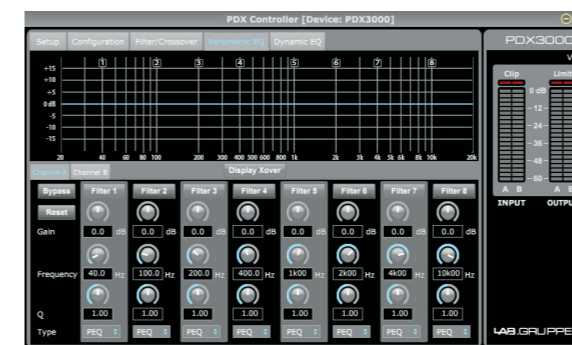 PDX Controller [Device: PDX3000]
Setup Configuration Filter/Crossover Parametric EQ Dynamic EQ
1 2 3 4 5 6 7 8
+15
+10
+5
0 dB
-5
-10
-15
20 40 60 80 100 200 300 400 500 600 800 1k 2k 3k 4k 5k 6k 8k 10k 20k
Channel A Channel B Display Xover
Bypass Filter 1 Filter 2 Filter 3 Filter 4 Filter 5 Filter 6 Filter 7 Filter 8
Reset
Gain 0.0 dB 0.0 dB 0.0 dB 0.0 dB 0.0 dB 0.0 dB 0.0 dB 0.0 dB
Frequency 40.0 Hz 100.0 Hz 200.0 Hz 400.0 Hz 1k00 Hz 2k00 Hz 4k00 Hz 10k00 Hz
Q 1.00 1.00 1.00 1.00 1.00 1.00 1.00 1.00
Type PEQ PEQ PEQ PEQ PEQ PEQ PEQ PEQ
PDX3000
V
Clip Limit
0 dB
-12
-24
-36
-48
-60
A B A B
INPUT OUTPU
LAB.GRUPPE